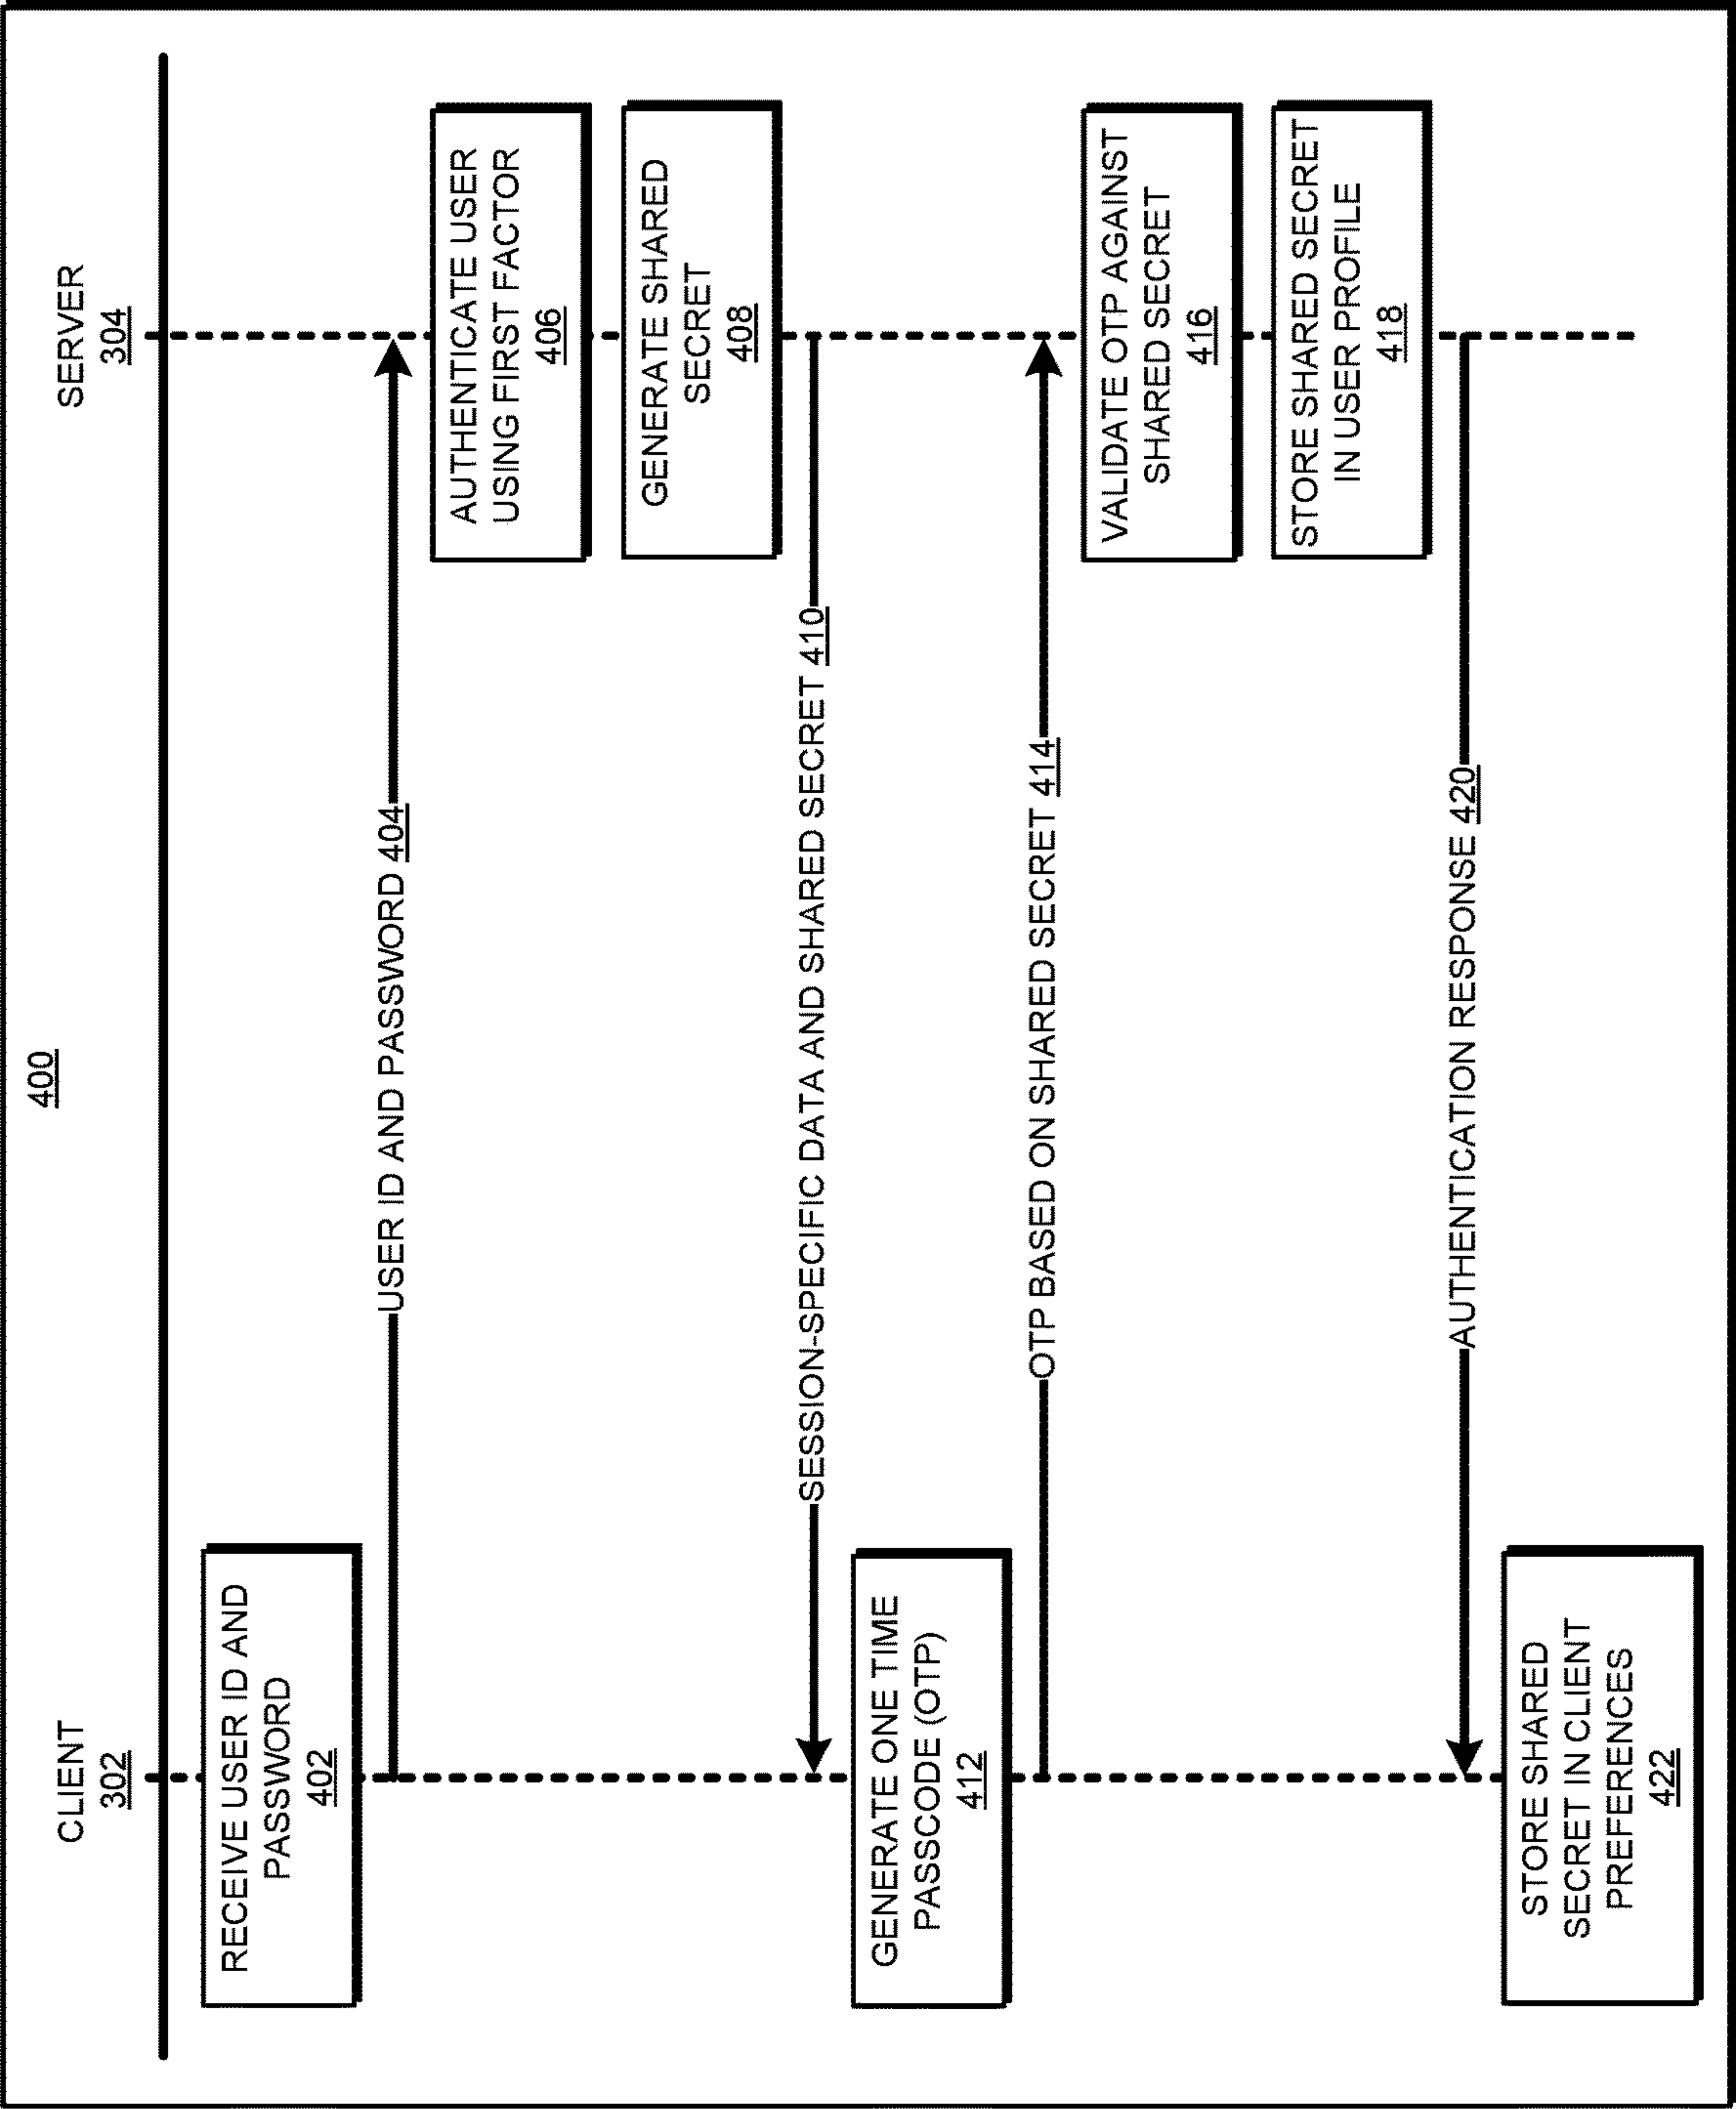 400
CLIENT
302
SERVER
304
RECEIVE USER ID AND
PASSWORD
402
USER ID AND PASSWORD 404
AUTHENTICATE USER
USING FIRST FACTOR
406
GENERATE SHARED
SECRET
408
SESSION-SPECIFIC DATA AND SHARED SECRET 410
GENERATE ONE TIME
PASSCODE (OTP)
412
OTP BASED ON SHARED SECRET 414
VALIDATE OTP AGAINST
SHARED SECRET
416
STORE SHARED SECRET
IN USER PROFILE
418
AUTHENTICATION RESPONSE 420
STORE SHARED
SECRET IN CLIENT
PREFERENCES
422